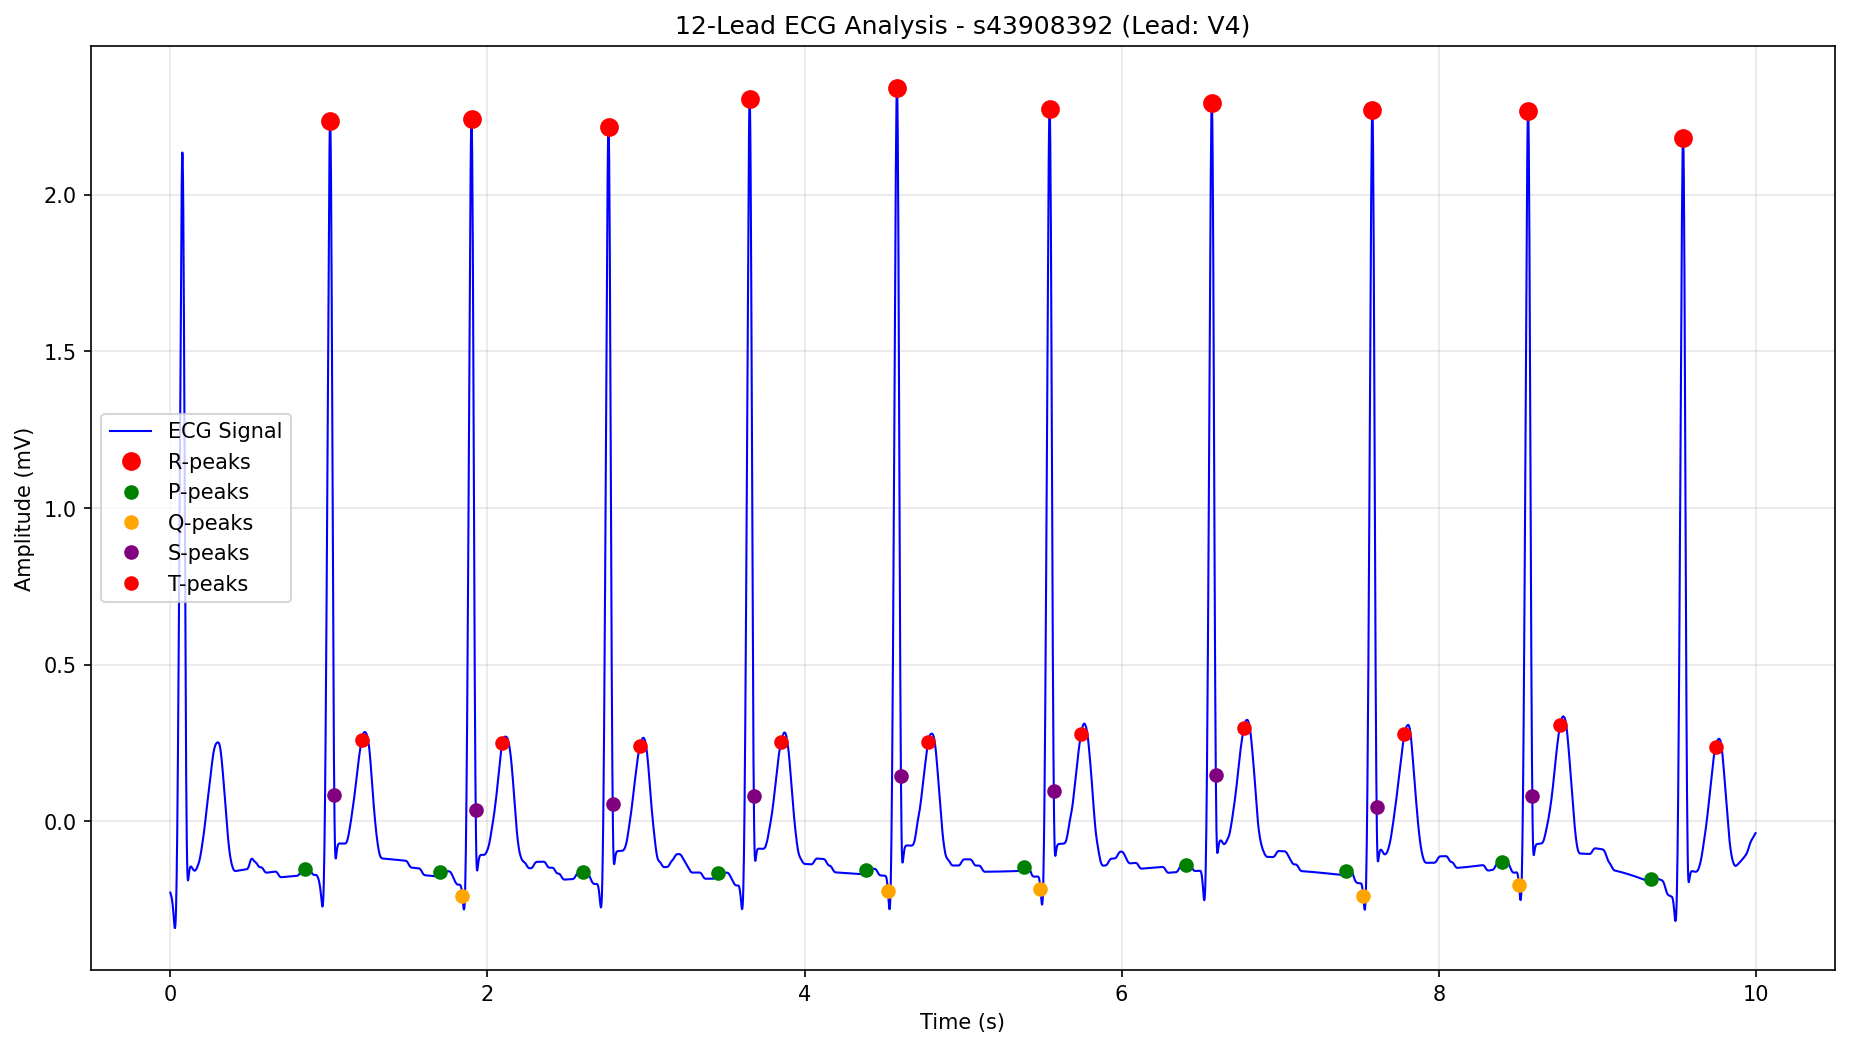 12-Lead ECG Analysis - s43908392 (Lead: V4)
Amplitude (mV)
2.0
1.5
1.0
0.5
0.0
ECG Signal
R-peaks
P-peaks
Q-peaks
S-peaks
T-peaks
0 2 4 6 8 10
Time (s)